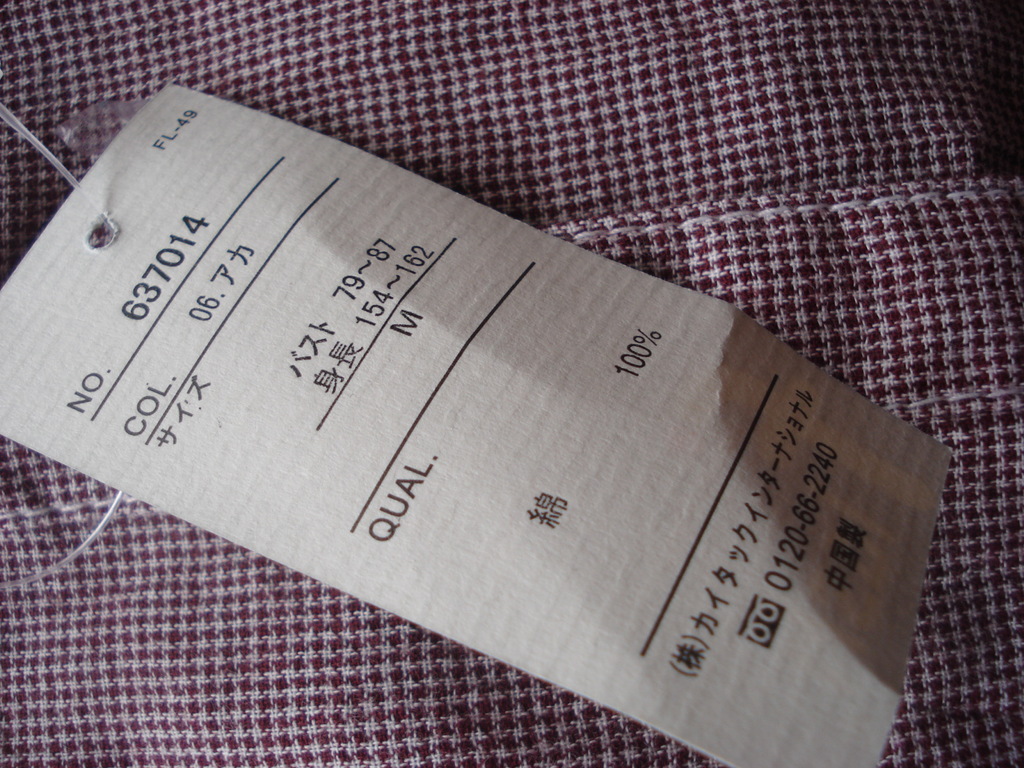 FL-49
NO. 637014
COL. 06.アカ
サイズ
バスト 79~87
身長 154~162
M
QUAL.
綿 100%
(株)カイタックインターナショナル
0120-66-2240
中国製